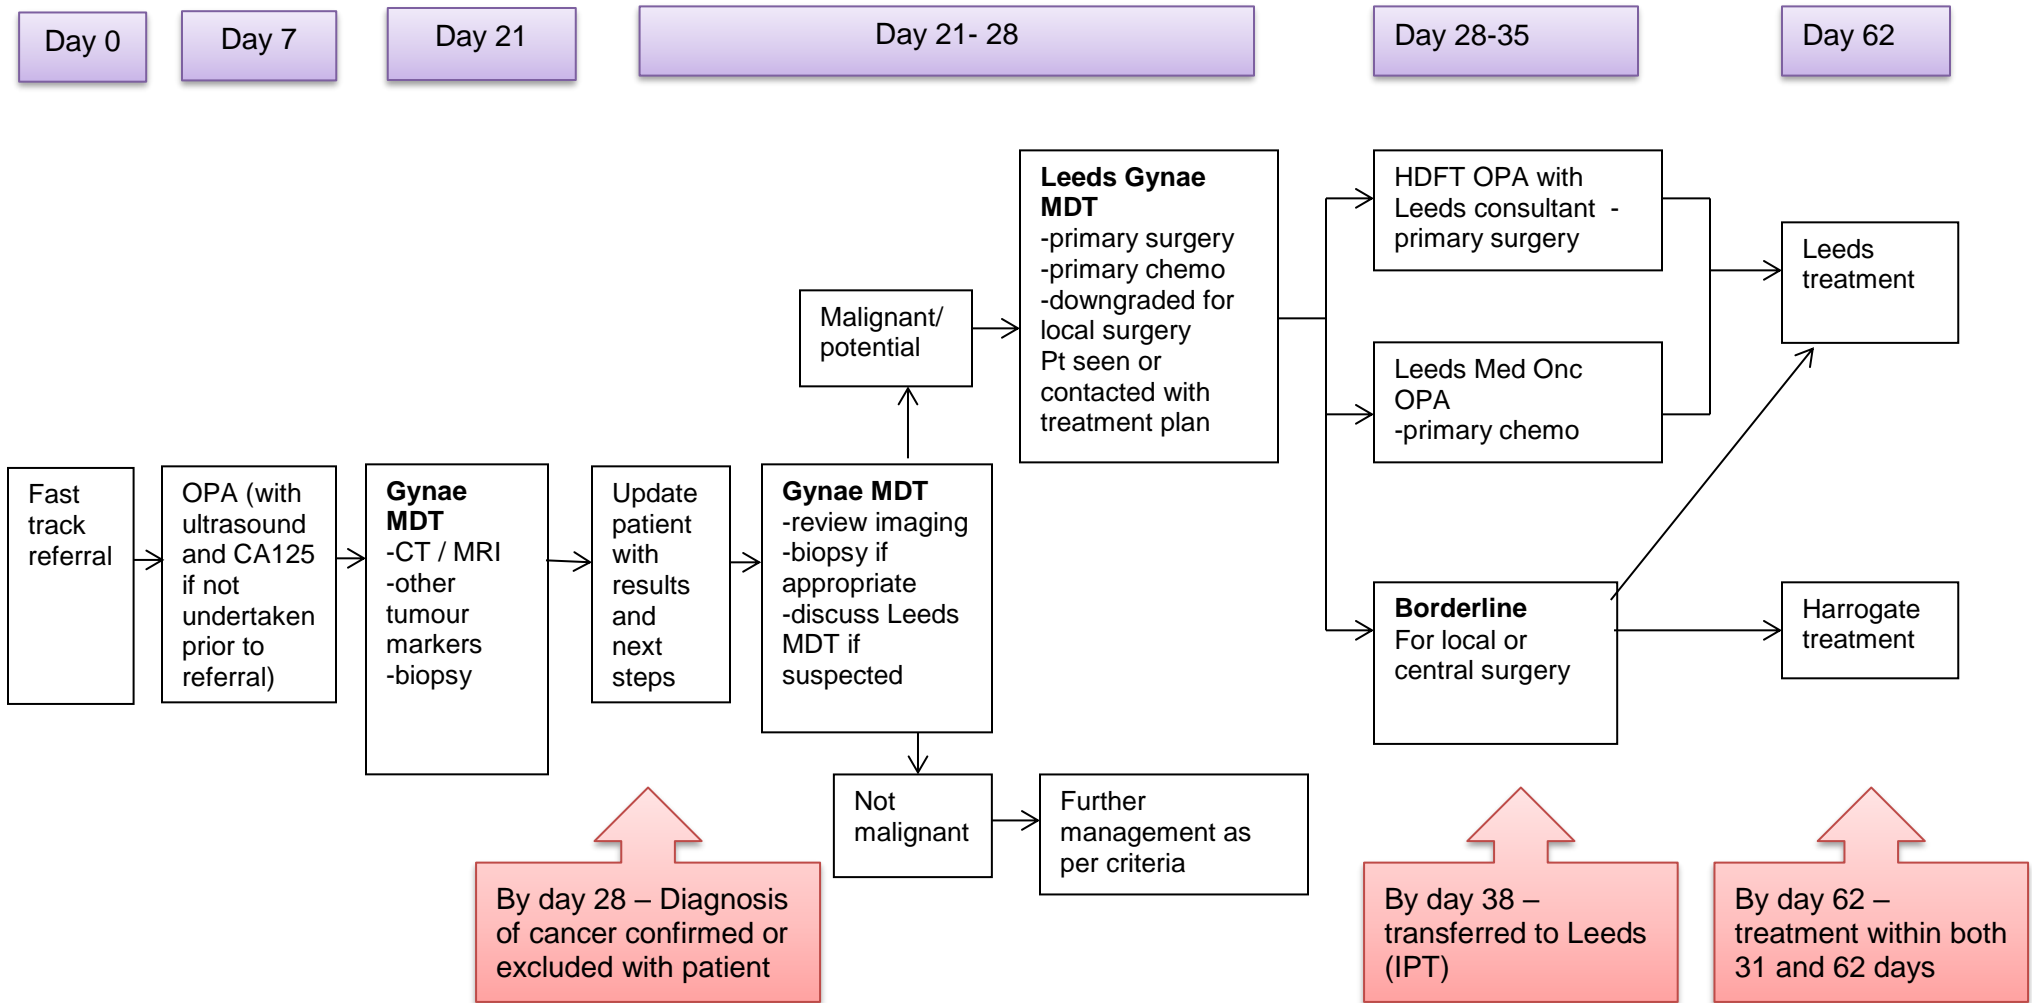 Day 0
Day 7
Day 21
Day 21- 28
Day 28-35
Day 62
Fast
track
referral
OPA (with
ultrasound
and CA125
if not
undertaken
prior to
referral)
Gynae
MDT
-CT / MRI
-other
tumour
markers
-biopsy
Update
patient
with
results
and
next
steps
Gynae MDT
-review imaging
-biopsy if
appropriate
-discuss Leeds
MDT if
suspected
Malignant/
potential
Not
malignant
Further
management as
per criteria
Leeds Gynae
MDT
-primary surgery
-primary chemo
-downgraded for
local surgery
Pt seen or
contacted with
treatment plan
HDFT OPA with
Leeds consultant -
primary surgery
Leeds Med Onc
OPA
-primary chemo
Borderline
For local or
central surgery
Leeds
treatment
Harrogate
treatment
By day 28 – Diagnosis
of cancer confirmed or
excluded with patient
By day 38 –
transferred to Leeds
(IPT)
By day 62 –
treatment within both
31 and 62 days